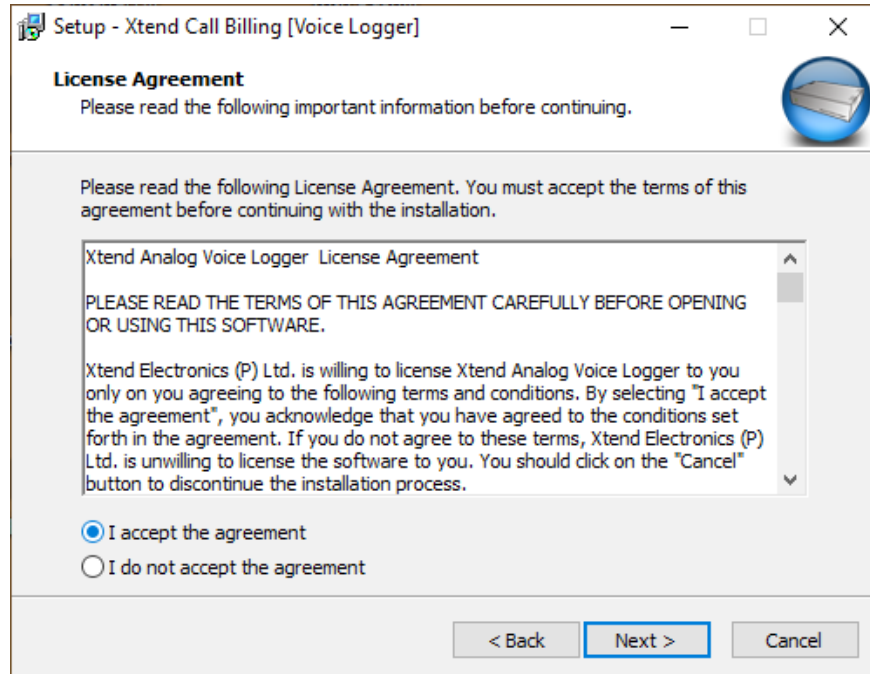 Setup - Xtend Call Billing [Voice Logger]
License Agreement
Please read the following important information before continuing.
Please read the following License Agreement. You must accept the terms of this
agreement before continuing with the installation.
Xtend Analog Voice Logger  License Agreement
PLEASE READ THE TERMS OF THIS AGREEMENT CAREFULLY BEFORE OPENING
OR USING THIS SOFTWARE.
Xtend Electronics (P) Ltd. is willing to license Xtend Analog Voice Logger to you
only on you agreeing to the following terms and conditions. By selecting "I accept
the agreement", you acknowledge that you have agreed to the conditions set
forth in the agreement. If you do not agree to these terms, Xtend Electronics (P)
Ltd. is unwilling to license the software to you. You should click on the "Cancel"
button to discontinue the installation process.
I accept the agreement
I do not accept the agreement
< Back Next > Cancel